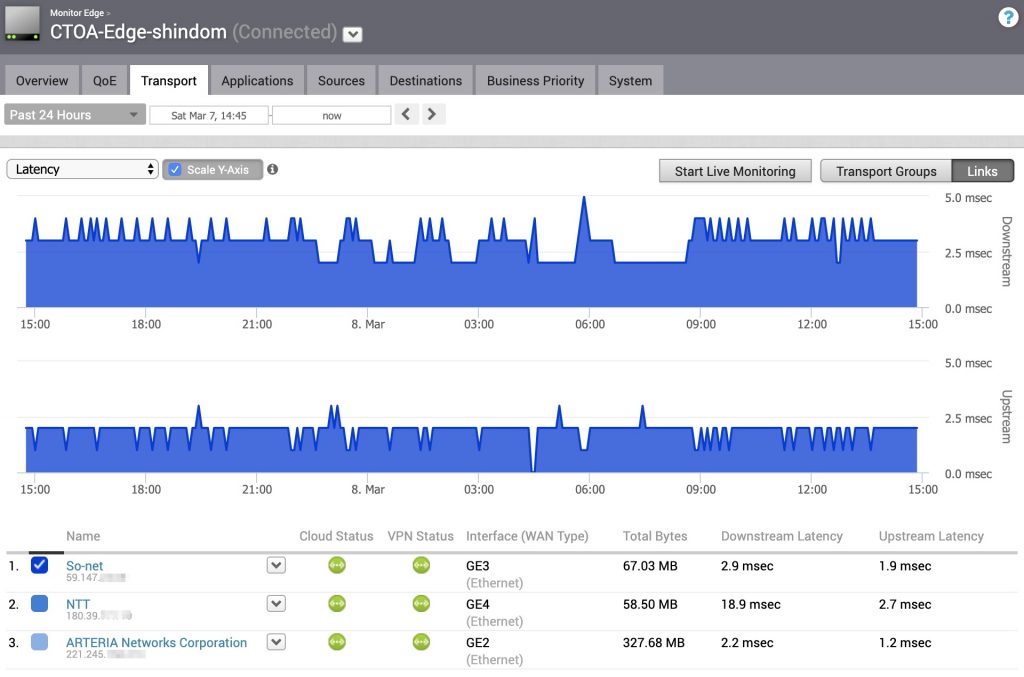 Monitor Edge >
CTOA-Edge-shindom (Connected)
?
Overview QoE Transport Applications Sources Destinations Business Priority System
Past 24 Hours Sat Mar 7, 14:45 - now
Latency Scale Y-Axis Start Live Monitoring Transport Groups Links
5.0 msec
2.5 msec
0.0 msec
Downstream
15:00 18:00 21:00 8. Mar 03:00 06:00 09:00 12:00 15:00
5.0 msec
2.5 msec
0.0 msec
Upstream
15:00 18:00 21:00 8. Mar 03:00 06:00 09:00 12:00 15:00
Name Cloud Status VPN Status Interface (WAN Type) Total Bytes Downstream Latency Upstream Latency
1. So-net GE3 67.03 MB 2.9 msec 1.9 msec
59.147.
(Ethernet)
2. NTT GE4 58.50 MB 18.9 msec 2.7 msec
180.39.
(Ethernet)
3. ARTERIA Networks Corporation GE2 327.68 MB 2.2 msec 1.2 msec
221.245.
(Ethernet)